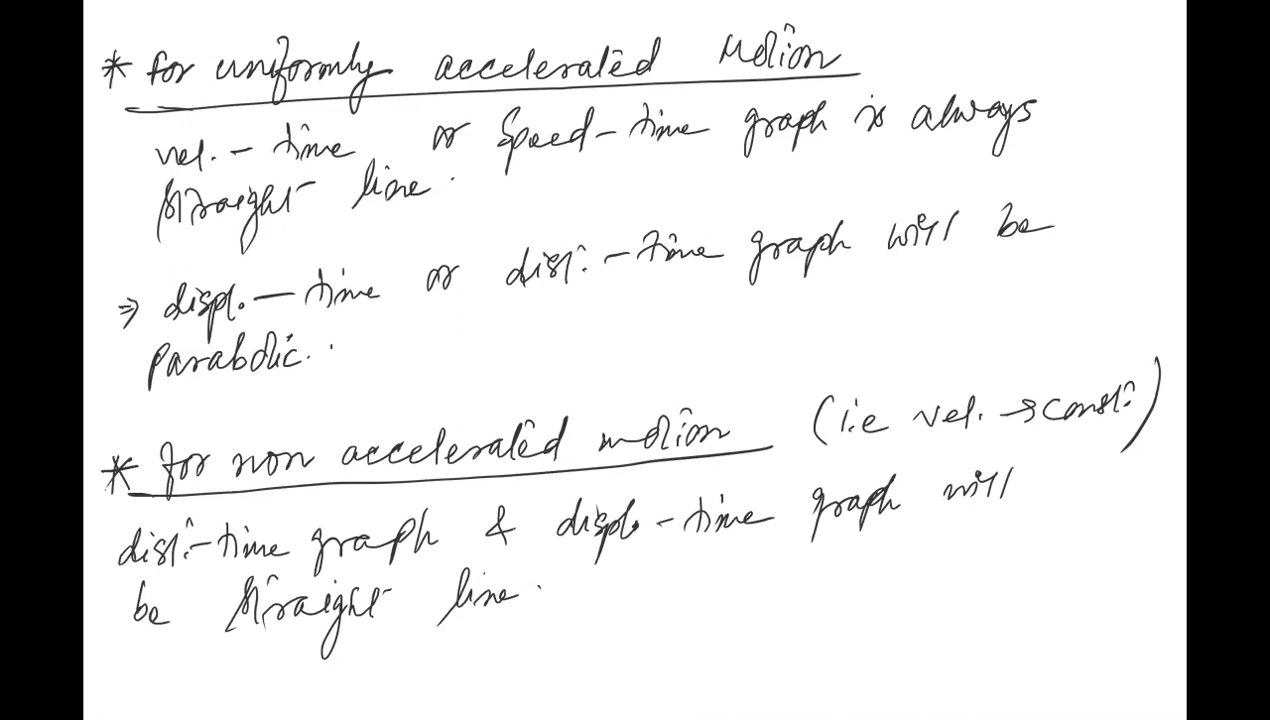 * for uniformly accelerated Motion
vel. - time or Speed-time graph is always
straight line.
⇒ displ. - time or dist. - time graph will be
parabolic.
* for non accelerated motion (i.e vel. → const.)
dist.-time graph & displ. - time graph will
be straight line.